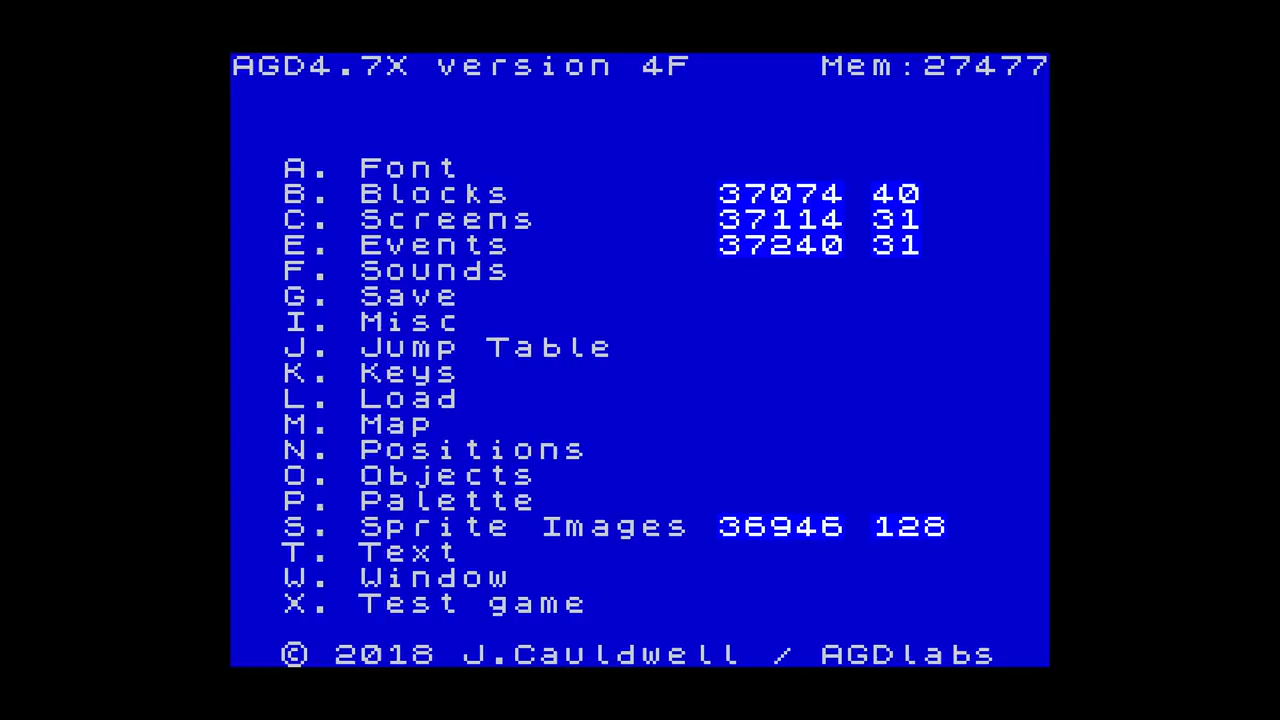 AGD4.7X version 4F Mem:27477
A. Font
B. Blocks 37074 40
C. Screens 37114 31
E. Events 37240 31
F. Sounds
G. Save
I. Misc
J. Jump Table
K. Keys
L. Load
M. Map
N. Positions
O. Objects
P. Palette
S. Sprite Images 36946 128
T. Text
W. Window
X. Test game
© 2018 J.Cauldwell / AGDlabs